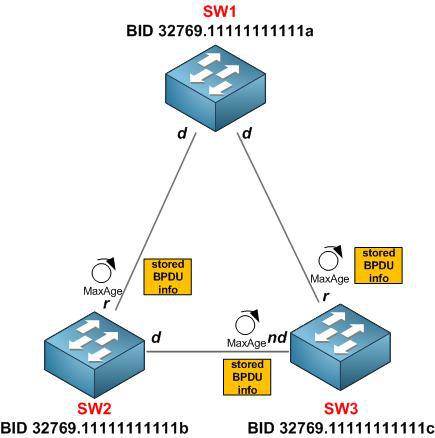 SW1
BID 32769.11111111111a
d
d
stored
BPDU
info
MaxAge
r
stored
BPDU
info
MaxAge
r
d
MaxAge
nd
stored
BPDU
info
SW2
BID 32769.11111111111b
SW3
BID 32769.11111111111c